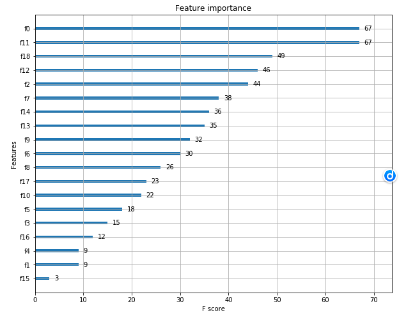 Feature importance
f0 67
f11 67
f18 49
f12 46
f2 44
f7 38
f14 36
f13 35
f9 32
f6 30
f8 26
f17 23
f10 22
f5 18
f3 15
f16 12
f4 9
f1 9
f15 3
Features
0 10 20 30 40 50 60 70
F score
d